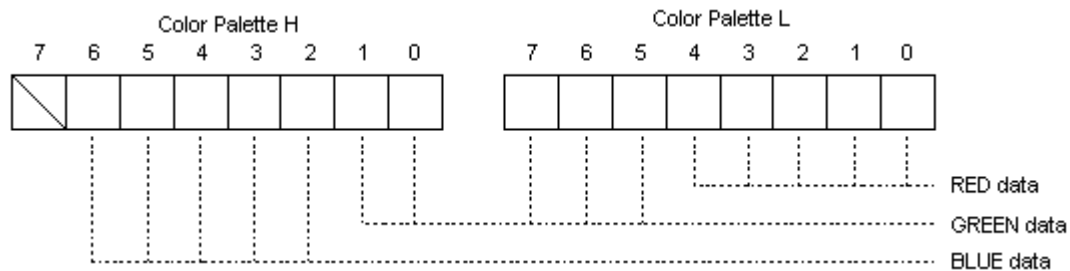 Color Palette H
Color Palette L
7 6 5 4 3 2 1 0
7 6 5 4 3 2 1 0
RED data
GREEN data
BLUE data